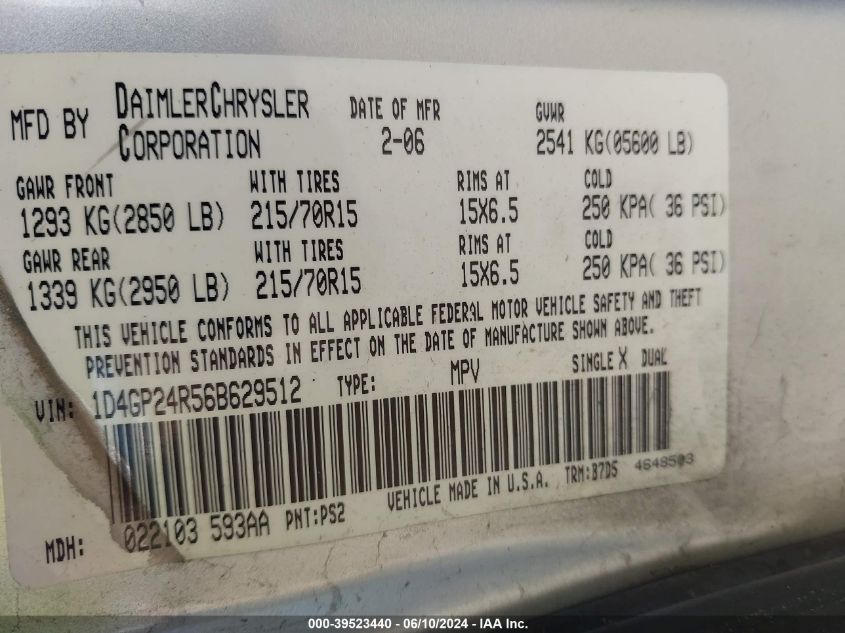 MFD BY DAIMLERCHRYSLER CORPORATION DATE OF MFR 2-06 GVWR 2541 KG(05600 LB)
GAWR FRONT WITH TIRES RIMS AT COLD
1293 KG(2850 LB) 215/70R15 15X6.5 250 KPA( 36 PSI)
GAWR REAR WITH TIRES RIMS AT COLD
1339 KG(2950 LB) 215/70R15 15X6.5 250 KPA( 36 PSI)
THIS VEHICLE CONFORMS TO ALL APPLICABLE FEDERAL MOTOR VEHICLE SAFETY AND THEFT
PREVENTION STANDARDS IN EFFECT ON THE DATE OF MANUFACTURE SHOWN ABOVE.
VIN: 1D4GP24R56B629512 TYPE: MPV SINGLE X DUAL
MDH: 022103 593AA PNT:PS2 VEHICLE MADE IN U.S.A. TRM:B7D5 4648503
000-39523440 - 06/10/2024 - IAA Inc.